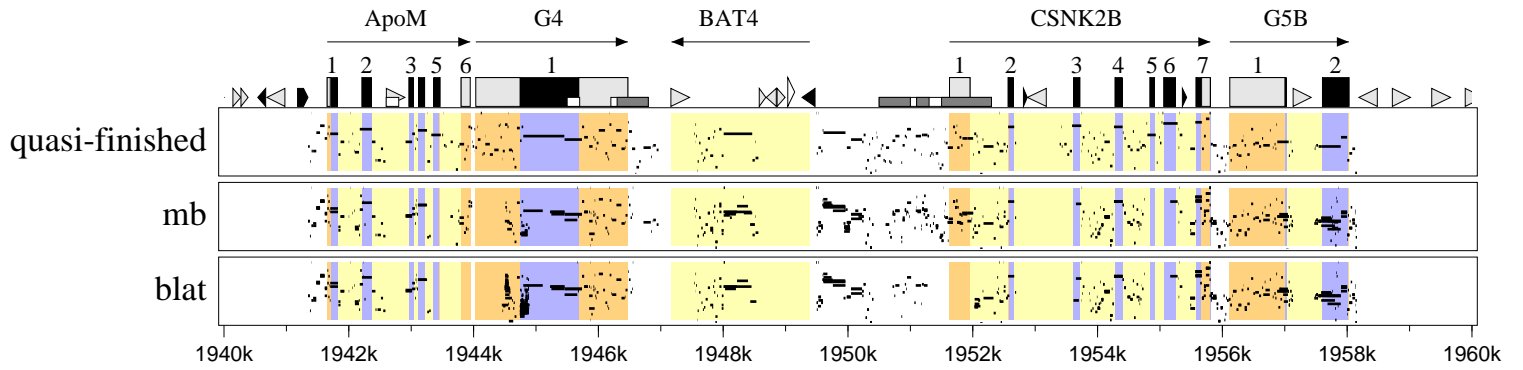 ApoM G4 BAT4 CSNK2B G5B
1 2 3 5 6 1 1 2 3 4 5 6 7 1 2
quasi-finished
mb
blat
1940k 1942k 1944k 1946k 1948k 1950k 1952k 1954k 1956k 1958k 1960k